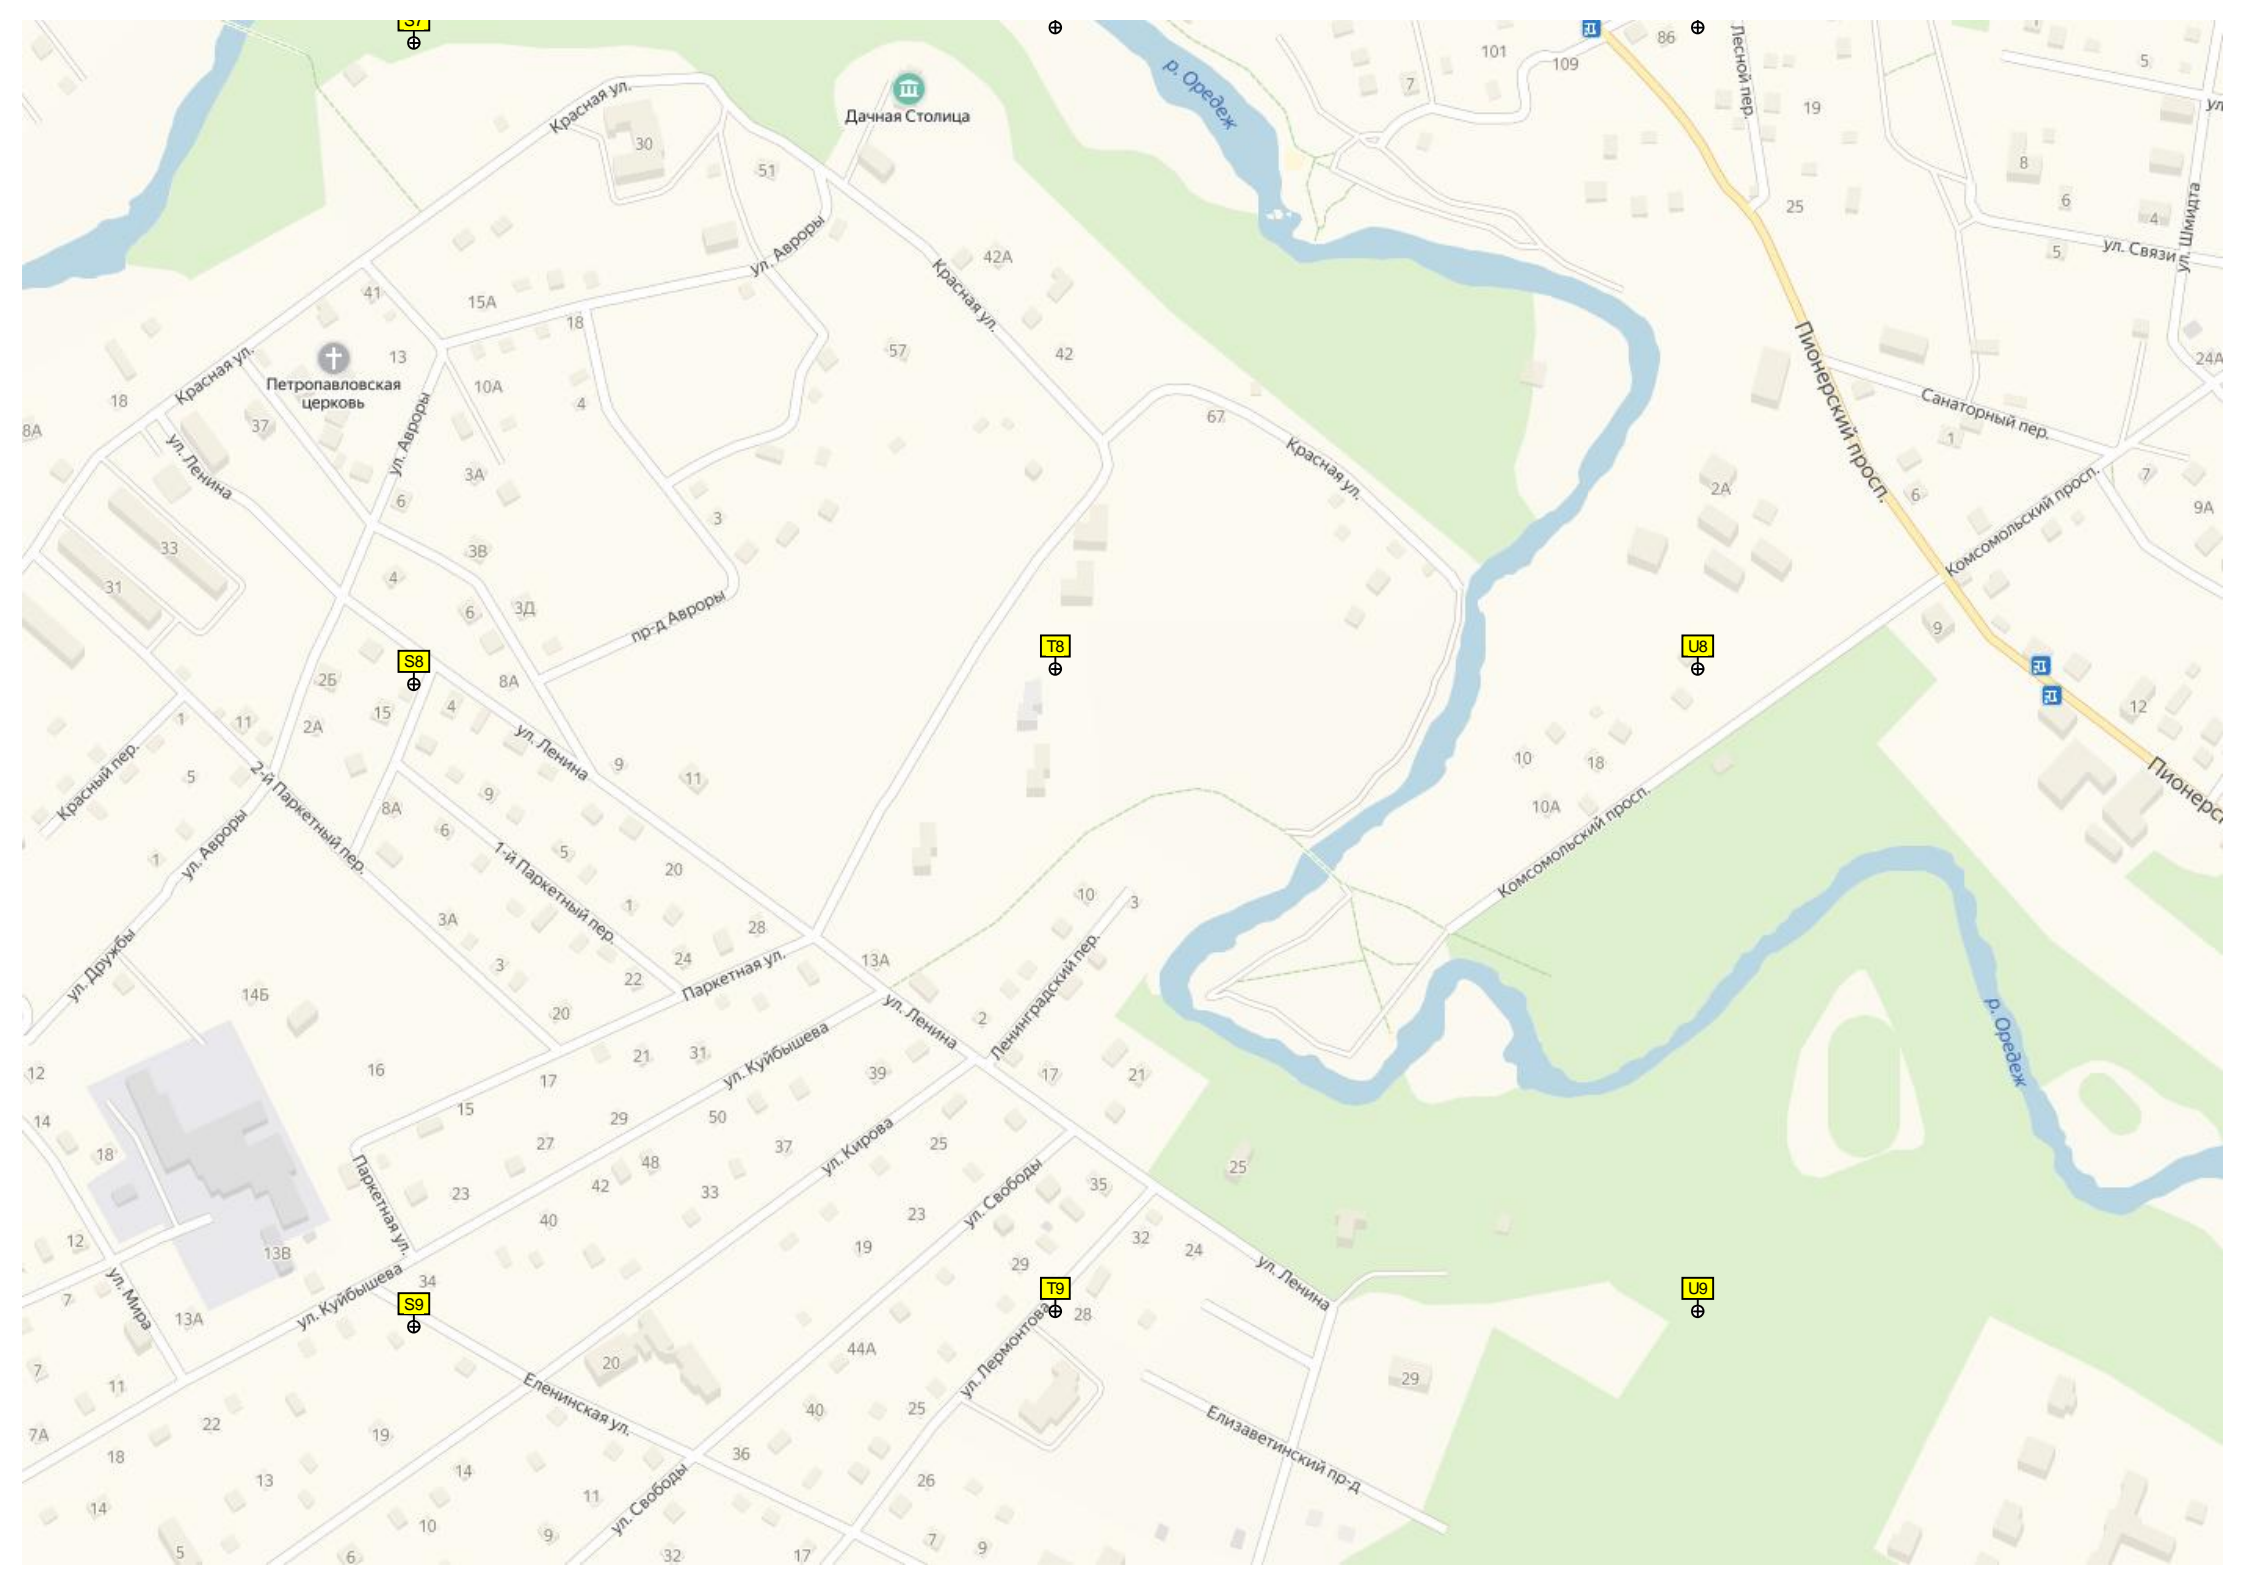 S7
101
109
86
Лесной пер.
5
7
19
ул
р. Оредеж
Дачная Столица
Красная ул.
30
51
8
6
4
25
ул. Шмидта
5
ул. Связи
ул. Авроры
42А
Красная ул.
41
15А
18
57
42
Пионерский просп.
24А
Красная ул.
13
Петропавловская
церковь
10А
4
18
37
67
Санаторный пер.
8А
ул. Ленина
ул. Авроры
Красная ул.
1
3А
6
3
2А
6
7
9А
Комсомольский просп.
33
3В
4
31
6
3Д
пр-д Авроры
9
S8
T8
U8
2Б
8А
15
4
1
11
2А
12
ул. Ленина
9
11
10
18
5
2-й Паркетный пер.
Красный пер.
9
8А
10А
Комсомольский просп.
Пионерск
6
1-й Паркетный пер.
5
1
ул. Авроры
20
1
10
3
3А
28
3
24
13А
22
Паркетная ул.
ул. Дружбы
14Б
20
ул. Ленина
2
Ленинградский пер.
р. Оредеж
21
31
ул. Куйбышева
12
16
17
39
17
21
15
29
50
14
27
37
ул. Кирова
25
18
48
42
33
23
25
35
Паркетная ул.
ул. Свободы
40
23
12
13В
19
32
24
29
ул. Ленина
34
S9
T9
U9
7
ул. Мира
13А
ул. Куйбышева
28
44А
ул. Лермонтова
7
11
20
29
Еленинская ул.
40
25
Елизаветинский пр-д
22
7А
19
18
36
14
13
26
14
11
ул. Свободы
10
9
7
9
5
6
32
17